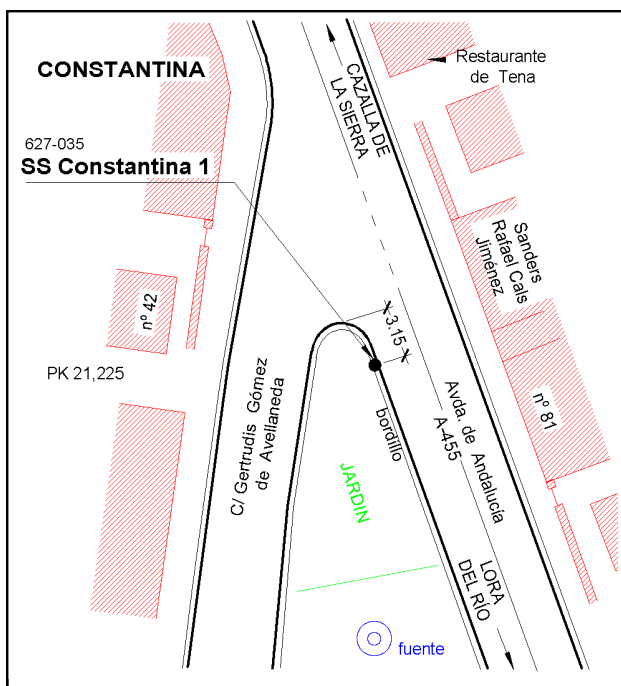 CONSTANTINA
Restaurante
de Tena
CAZALLA DE
LA SIERRA
627-035
SS Constantina 1
Sanders
Rafael Cals
Jiménez
nº 42
3.15
PK 21,225
C/ Gertrudis Gómez
de Avellaneda
bordillo
Avda. de Andalucía
A-455
nº 81
JARDIN
LORA
DEL RÍO
fuente